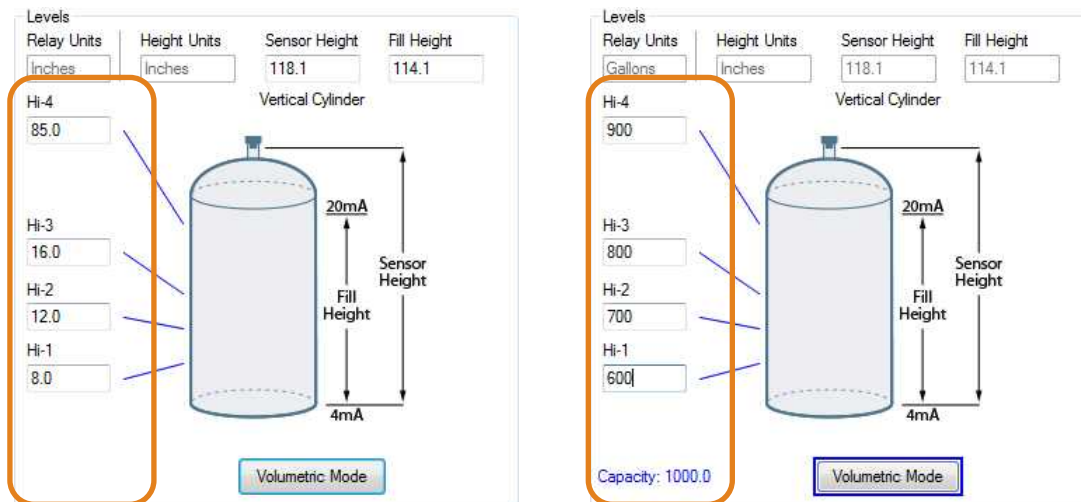 Levels
Relay Units Height Units Sensor Height Fill Height
Inches Inches 118.1 114.1
Hi-4
Vertical Cylinder
85.0
20mA
Hi-3
16.0
Sensor Height
Hi-2
Fill Height
12.0
Hi-1
8.0
4mA
Volumetric Mode
Levels
Relay Units Height Units Sensor Height Fill Height
Gallons Inches 118.1 114.1
Hi-4
Vertical Cylinder
900
20mA
Hi-3
800
Sensor Height
Hi-2
Fill Height
700
Hi-1
600
4mA
Capacity: 1000.0
Volumetric Mode